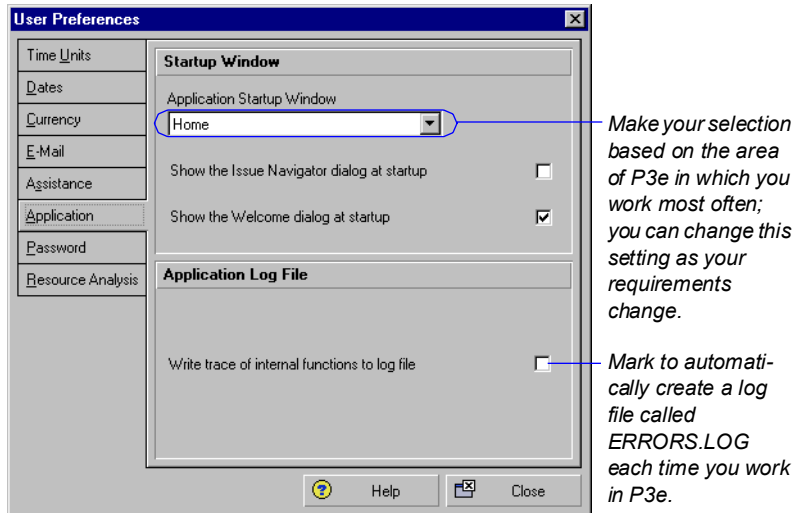 User Preferences
Time Units
Dates
Currency
E-Mail
Assistance
Application
Password
Resource Analysis
Startup Window
Application Startup Window
Home
Show the Issue Navigator dialog at startup
Show the Welcome dialog at startup
Application Log File
Write trace of internal functions to log file
Help
Close
Make your selection
based on the area
of P3e in which you
work most often;
you can change this
setting as your
requirements
change.
Mark to automati-
cally create a log
file called
ERRORS.LOG
each time you work
in P3e.